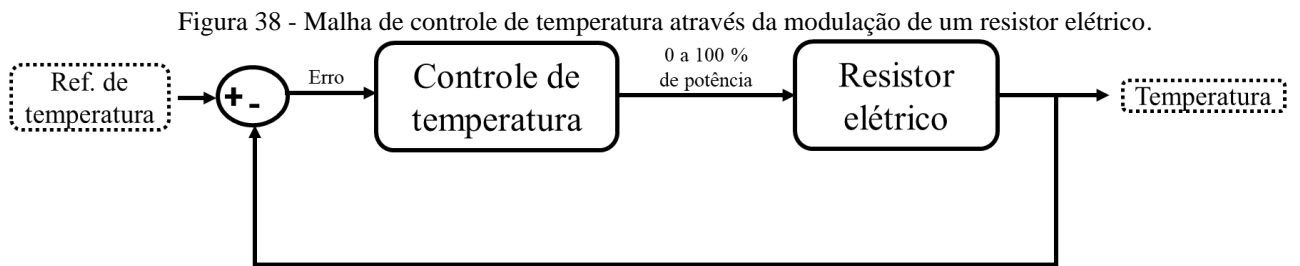 Figura 38 - Malha de controle de temperatura através da modulação de um resistor elétrico.
Ref. de
temperatura
+ -
Erro
Controle de
temperatura
0 a 100 %
de potência
Resistor
elétrico
Temperatura